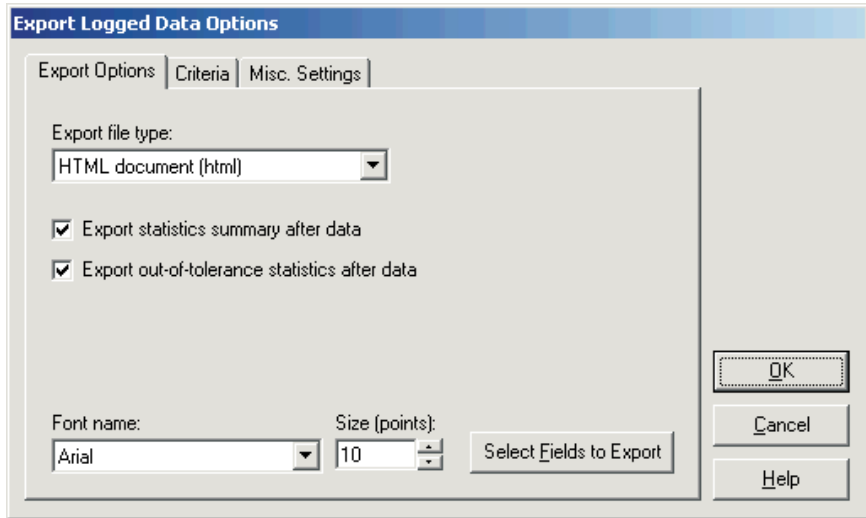 Export Logged Data Options
Export Options
Criteria
Misc. Settings
Export file type:
HTML document (html)
Export statistics summary after data
Export out-of-tolerance statistics after data
Font name:
Arial
Size (points):
10
Select Fields to Export
OK
Cancel
Help